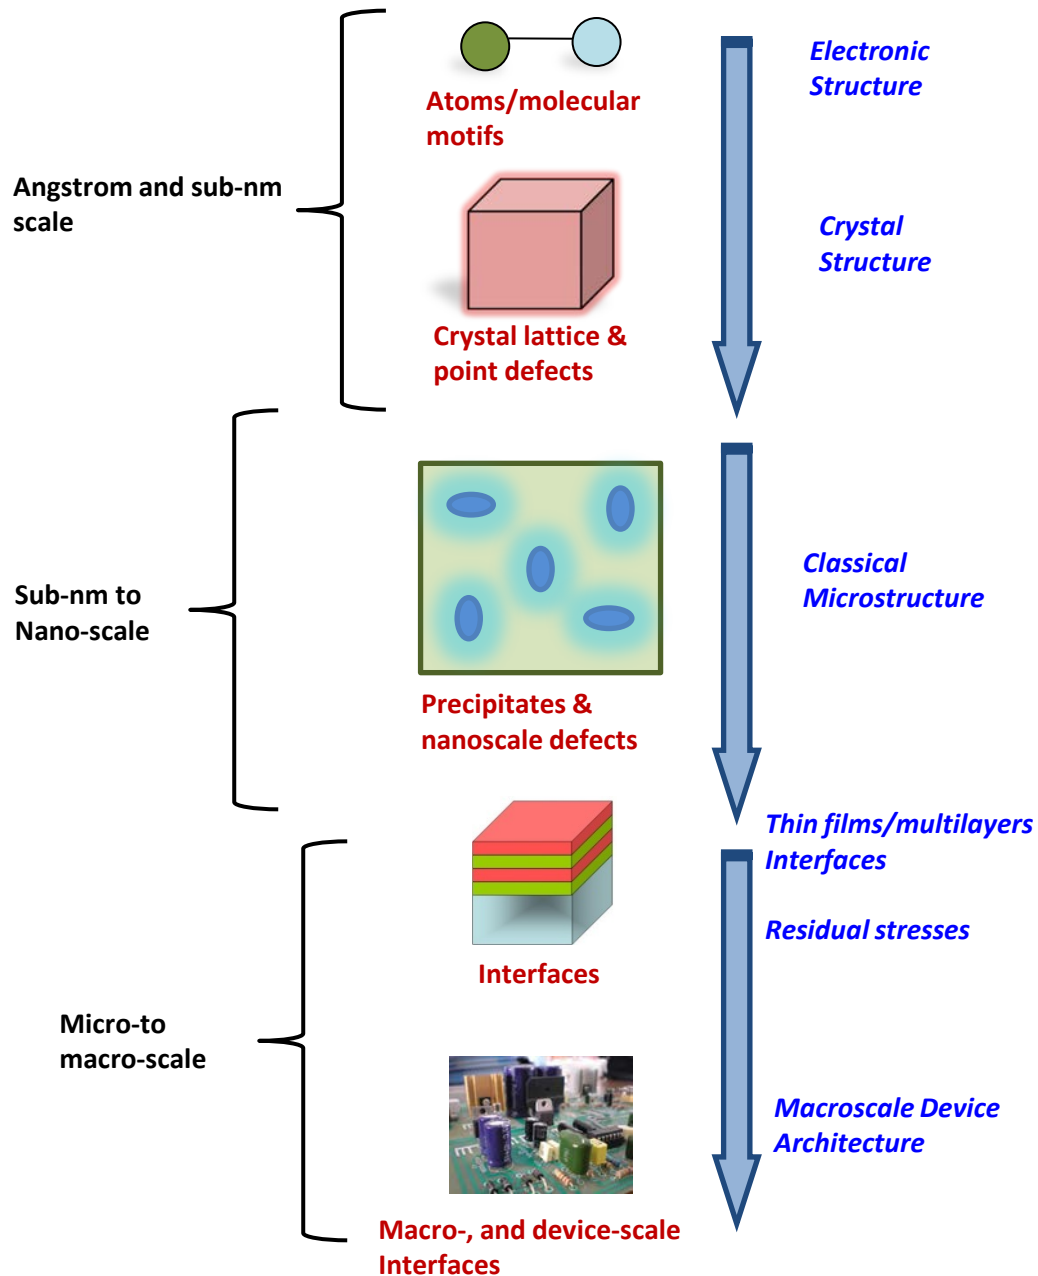 Electronic
Structure
Atoms/molecular
motifs
Angstrom and sub-nm
scale
Crystal
Structure
Crystal lattice &
point defects
Classical
Microstructure
Sub-nm to
Nano-scale
Precipitates &
nanoscale defects
Thin films/multilayers
Interfaces
Residual stresses
Interfaces
Micro-to
macro-scale
Macroscale Device
Architecture
Macro-, and device-scale
Interfaces